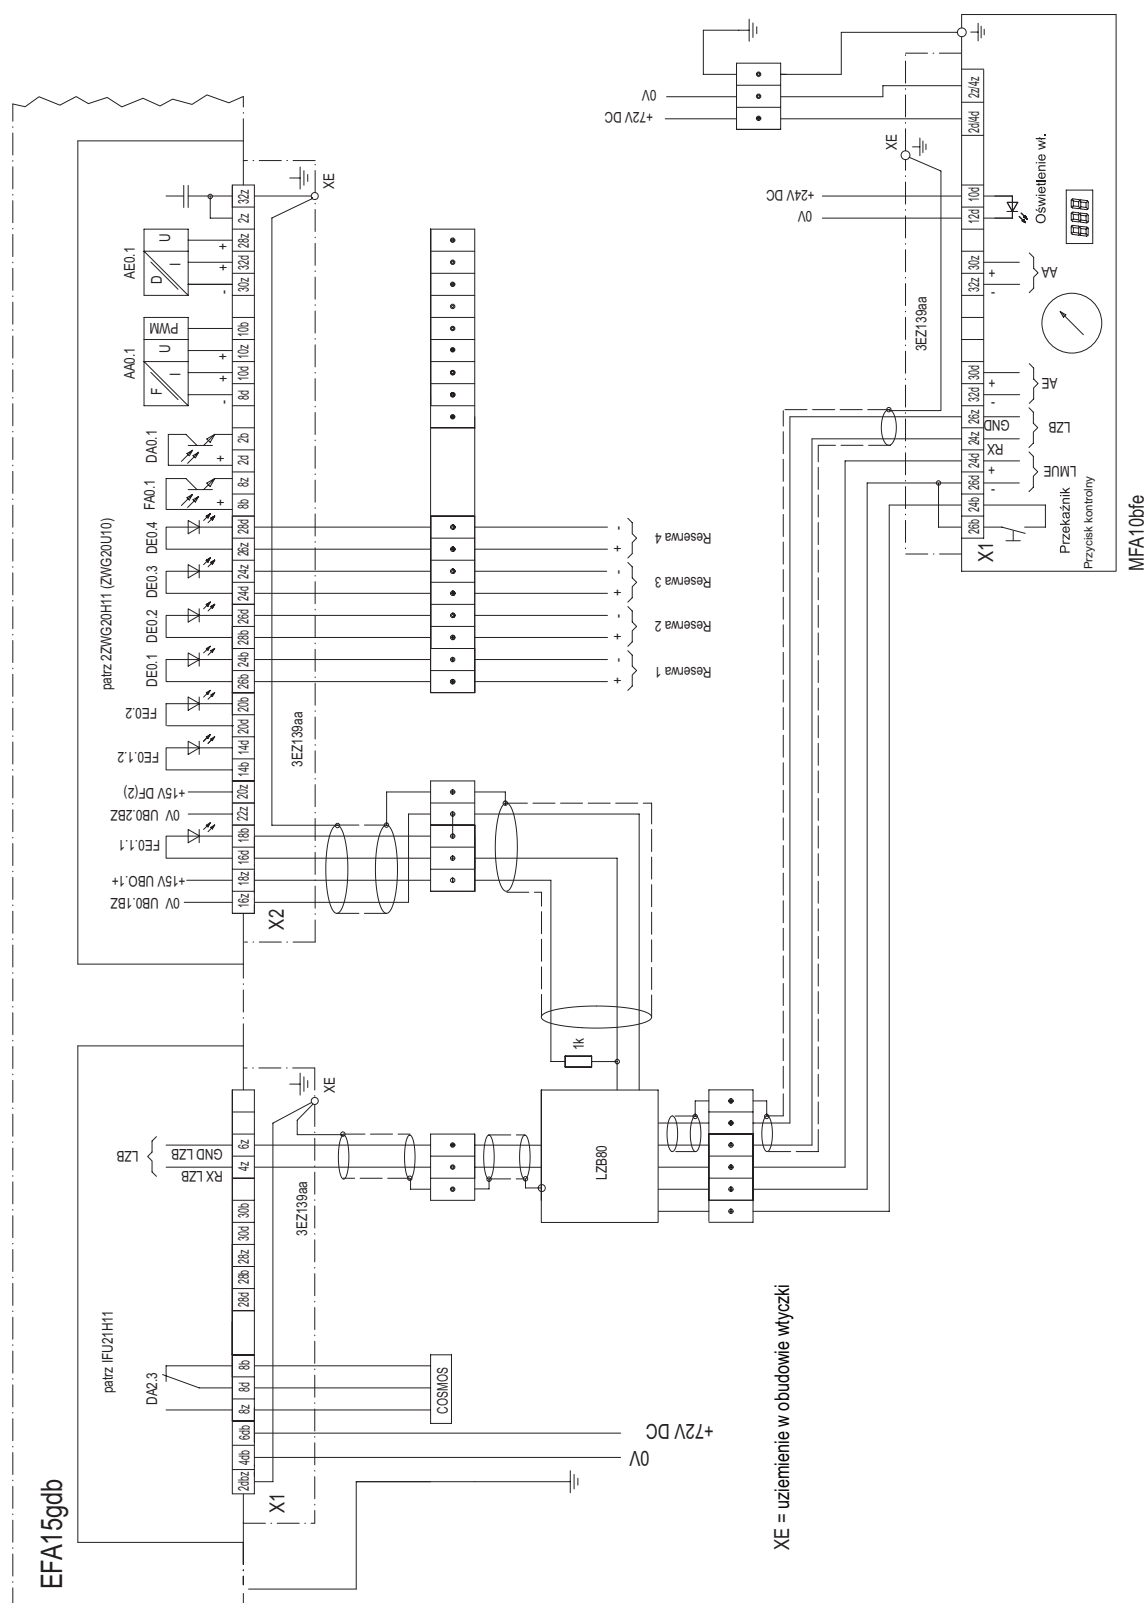 EFA15gdb
patrz IFU21H11
DA2.3
2dbz
4db
6db
8z
8d
8b
28d
28b
28z
30d
30b
4z
6z
RX LZB
GND LZB
LZB
X1
3EZ139aa
XE
COSMOS
0V
+72V DC
LZB80
1k
XE = uziemienie w obudowie wtyczki
patrz 2ZWG20H11 (ZWG20U10)
0V UB0.1BZ
+15V UBO.1+
FE0.1.1
0V UB0.2BZ
+15V DF(2)
FE0.1.2
FE0.2
DE0.1
DE0.2
DE0.3
DE0.4
FA0.1
DA0.1
AA0.1
F
I
U
PWM
AE0.1
D
I
U
-
+
+
-
+
+
16z
18z
16d
18b
22z
20z
14b
14d
20d
20b
26b
24b
28b
26d
24d
24z
26z
28d
8b
8z
2d
2b
8d
10d
10z
10b
30z
32d
28z
2z
32z
+
+
X2
3EZ139aa
XE
+
-
Reserwa 1
+
-
Reserwa 2
+
-
Reserwa 3
+
-
Reserwa 4
+72V DC
0V
0V
+24V DC
XE
3EZ139aa
X1
26b
24b
26d
24d
24z
26z
32d
30d
32z
30z
12d
10d
2d/4d
2z/4z
-
+
LMUE
RX
GND
LZB
-
+
AE
-
+
AA
Przekaźnik
Przycisk kontrolny
Oświetlenie wł.
888
MFA10bfe